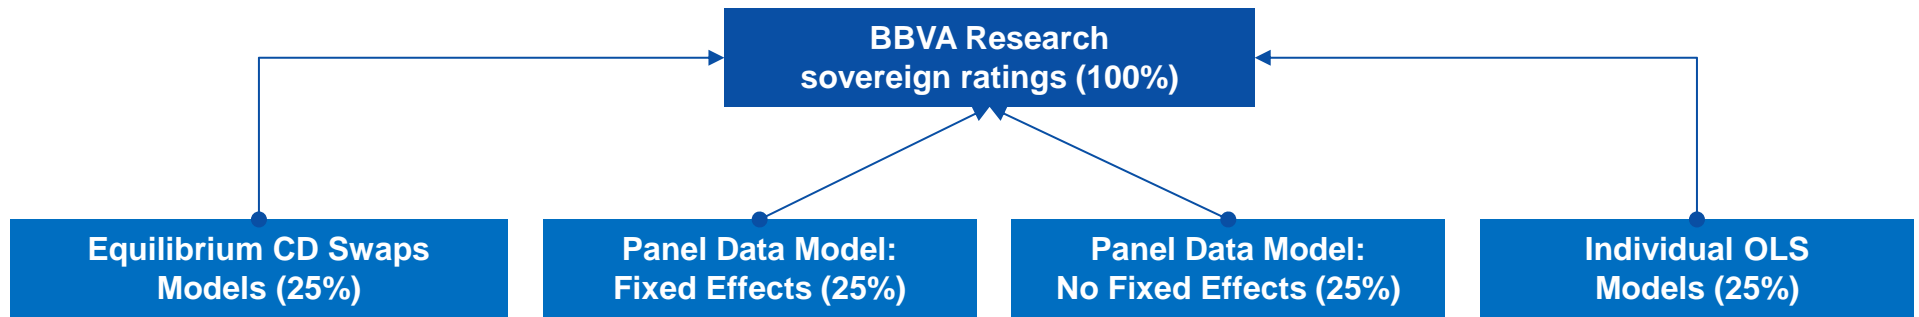 BBVA Research
sovereign ratings (100%)
Equilibrium CD Swaps
Models (25%)
Panel Data Model:
Fixed Effects (25%)
Panel Data Model:
No Fixed Effects (25%)
Individual OLS
Models (25%)